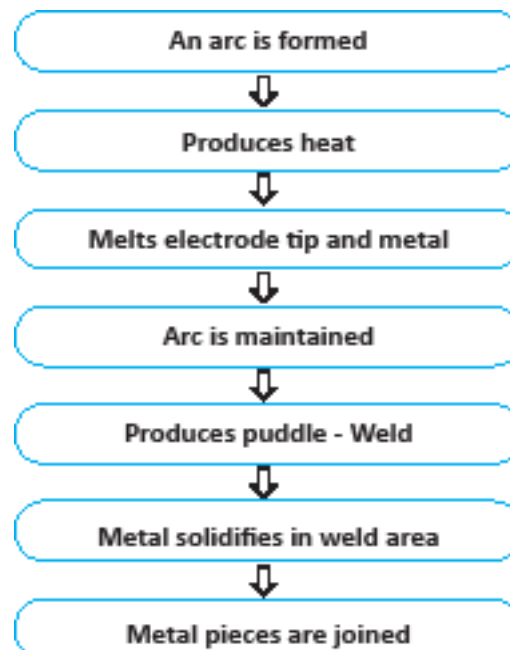 An arc is formed
Produces heat
Melts electrode tip and metal
Arc is maintained
Produces puddle - Weld
Metal solidifies in weld area
Metal pieces are joined